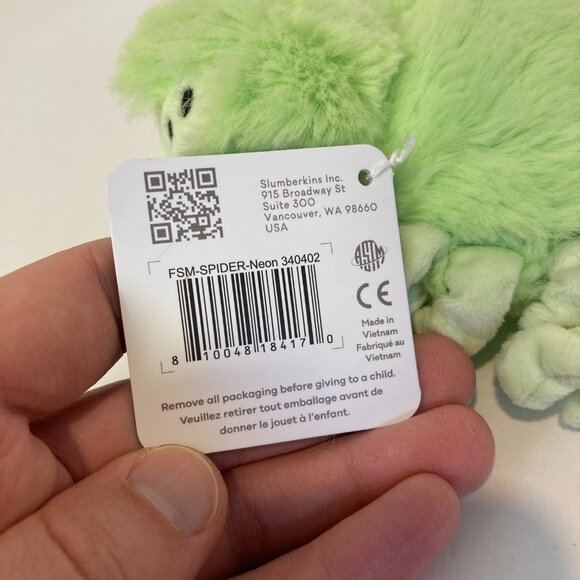 Slumberkins Inc.
915 Broadway St
Suite 300
Vancouver, WA 98660
USA
FSM-SPIDER-Neon 340402
8 10048 18417 0
ASTM
CE
Made in
Vietnam
Fabriqué au
Vietnam
Remove all packaging before giving to a child.
Veuillez retirer tout emballage avant de
donner le jouet à l'enfant.